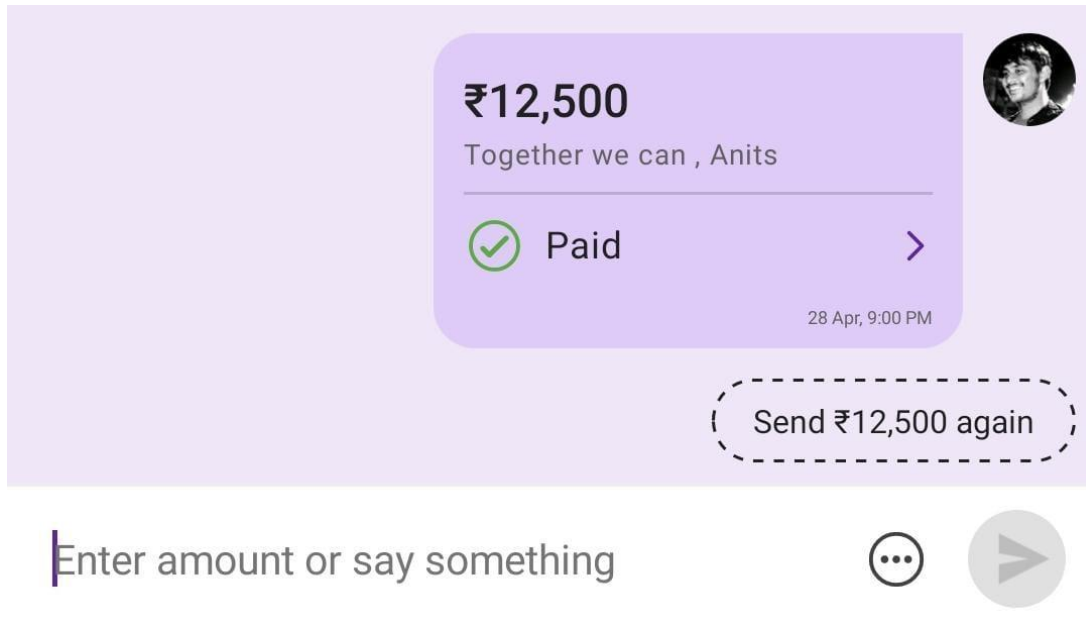 ₹12,500
Together we can , Anits
Paid
28 Apr, 9:00 PM
Send ₹12,500 again
Enter amount or say something